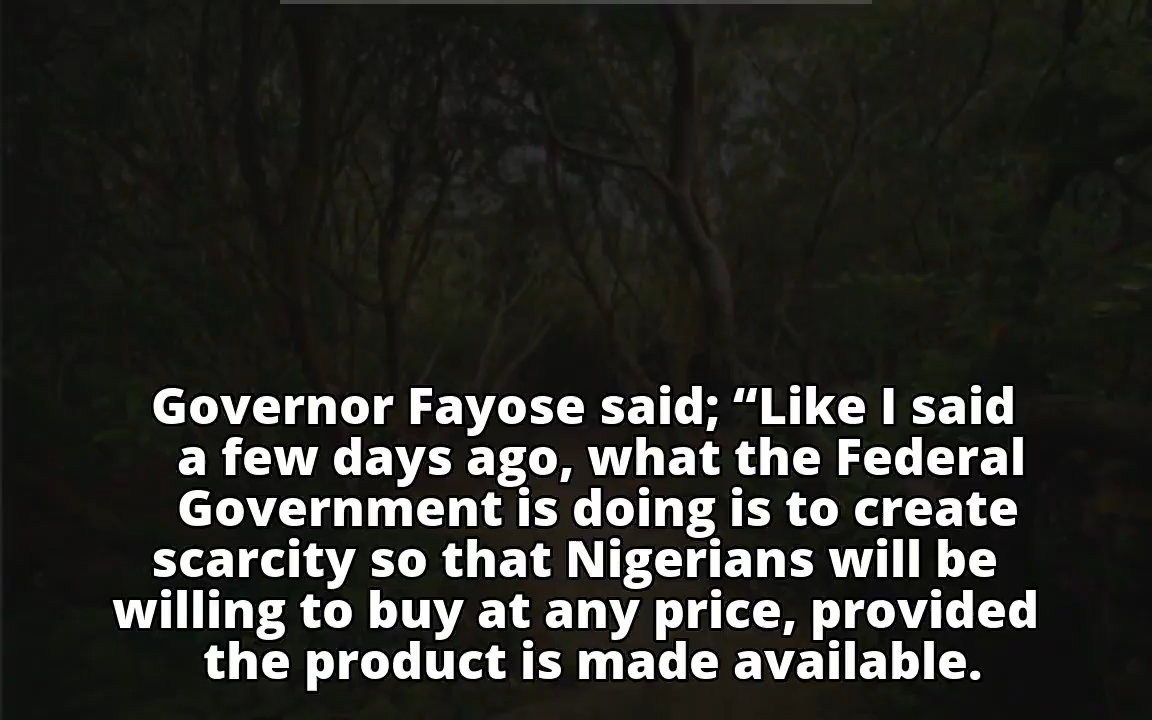 Governor Fayose said; “Like I said
a few days ago, what the Federal
Government is doing is to create
scarcity so that Nigerians will be
willing to buy at any price, provided
the product is made available.